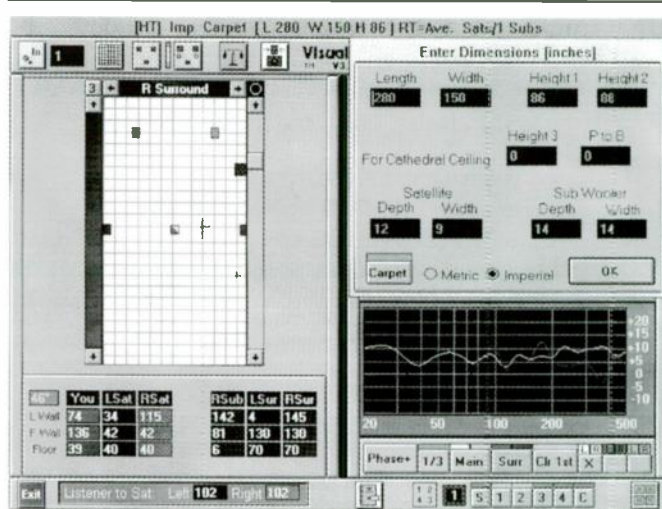 [HT] Imp Carpet [L 280 W 150 H 86] RT=Ave. Sats/1 Subs
In 1 Visual
V3
Enter Dimensions [inches]
Length Width Height1 Height2
280 150 86 88
Height 3 P to B
For Cathedral Ceiling 0 0
Satellite Sub Woofer
Depth Width Depth Width
12 9 14 14
Carpet Metric Imperial OK
3 R Surround
+20
+15
+10
+5
0
-5
-10
20 50 100 200 500
46" You LSat RSat RSub LSur RSur
L Wall 74 34 115 142 4 145
F Wall 136 42 42 81 130 130
Floor 39 40 40 6 70 70
Phase+ 1/3 Main Surr Clr 1st X
Exit Listener to Sat Left 102 Right 102
1 S 1 2 3 4 C